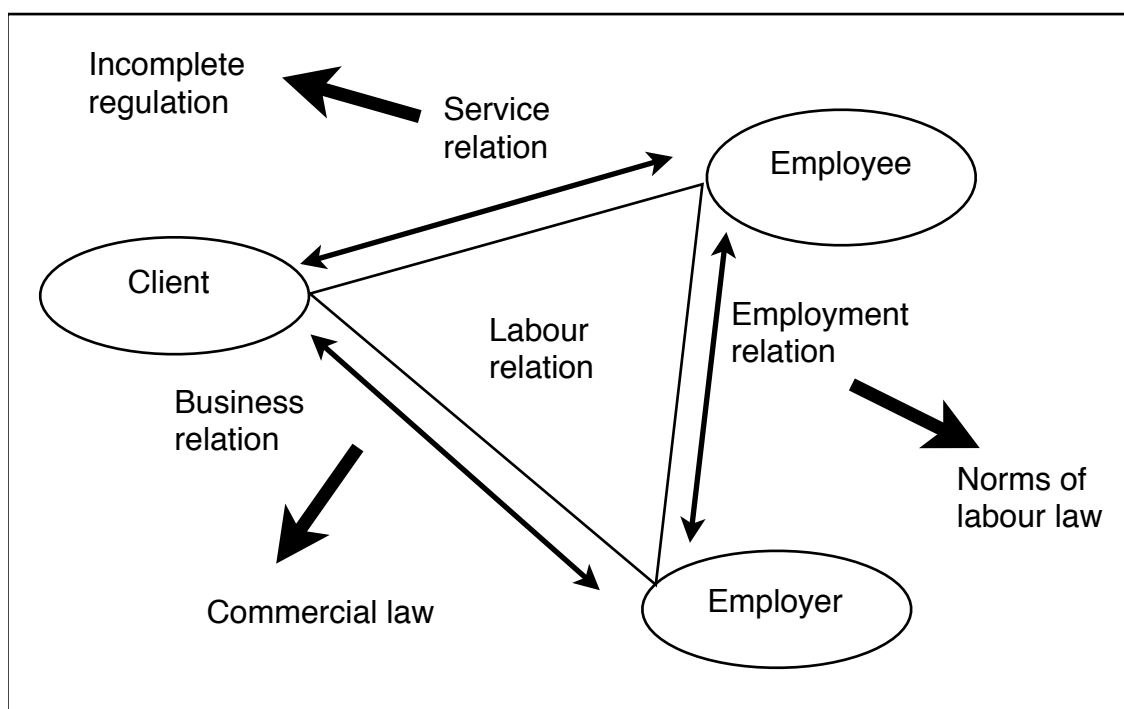 Incomplete
regulation
Service
relation
Employee
Client
Labour
relation
Employment
relation
Business
relation
Norms of
labour law
Commercial law
Employer